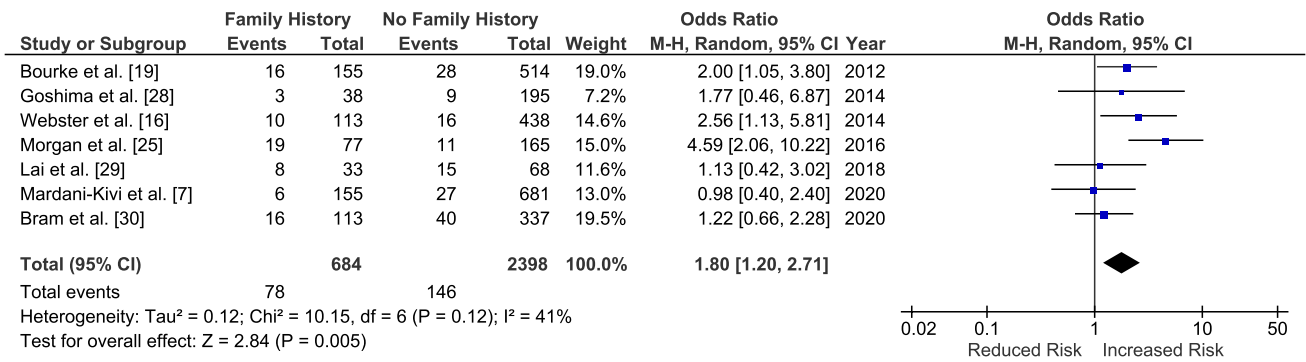 Family History No Family History Odds Ratio Odds Ratio
Study or Subgroup Events Total Events Total Weight M-H, Random, 95% CI Year M-H, Random, 95% CI
Bourke et al. [19] 16 155 28 514 19.0% 2.00 [1.05, 3.80] 2012
Goshima et al. [28] 3 38 9 195 7.2% 1.77 [0.46, 6.87] 2014
Webster et al. [16] 10 113 16 438 14.6% 2.56 [1.13, 5.81] 2014
Morgan et al. [25] 19 77 11 165 15.0% 4.59 [2.06, 10.22] 2016
Lai et al. [29] 8 33 15 68 11.6% 1.13 [0.42, 3.02] 2018
Mardani-Kivi et al. [7] 6 155 27 681 13.0% 0.98 [0.40, 2.40] 2020
Bram et al. [30] 16 113 40 337 19.5% 1.22 [0.66, 2.28] 2020
Total (95% CI) 684 2398 100.0% 1.80 [1.20, 2.71]
Total events 78 146
Heterogeneity: Tau² = 0.12; Chi² = 10.15, df = 6 (P = 0.12); I² = 41%
Test for overall effect: Z = 2.84 (P = 0.005)
0.02 0.1 1 10 50
Reduced Risk Increased Risk